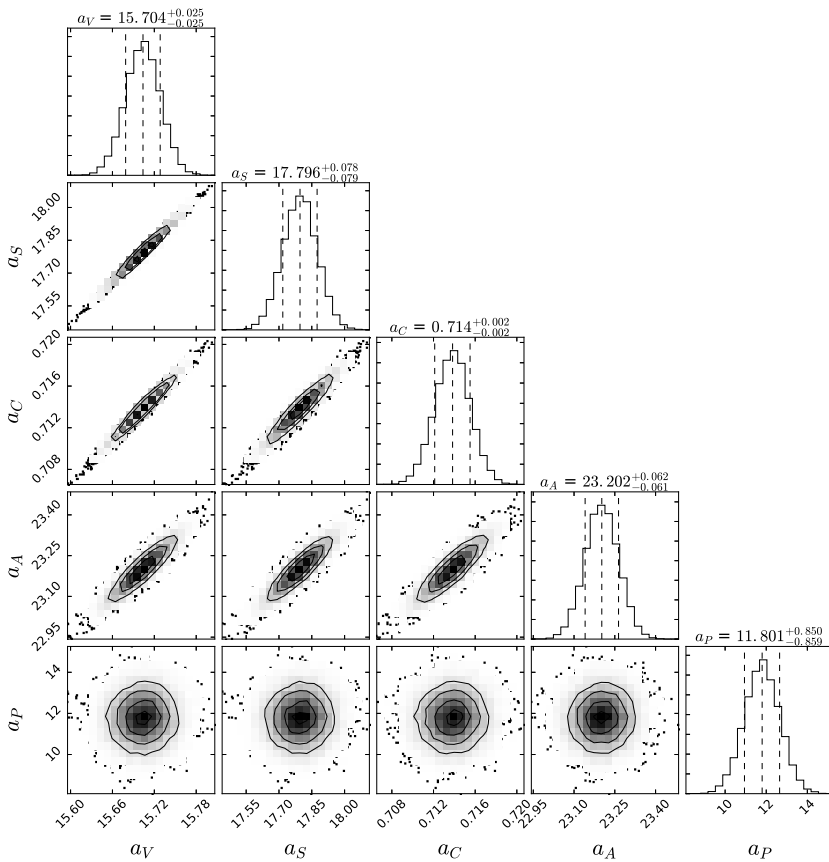 a_V = 15.704^{+0.025}_{-0.025}
a_S = 17.796^{+0.078}_{-0.079}
18.00
17.85
17.70
17.55
a_S
a_C = 0.714^{+0.002}_{-0.002}
0.720
0.716
0.712
0.708
a_C
a_A = 23.202^{+0.062}_{-0.061}
23.40
23.25
23.10
22.95
a_A
a_P = 11.801^{+0.850}_{-0.859}
14
12
10
a_P
15.60 15.66 15.72 15.78 17.55 17.70 17.85 18.00 0.708 0.712 0.716 0.720 22.95 23.10 23.25 23.40 10 12 14
a_V a_S a_C a_A a_P